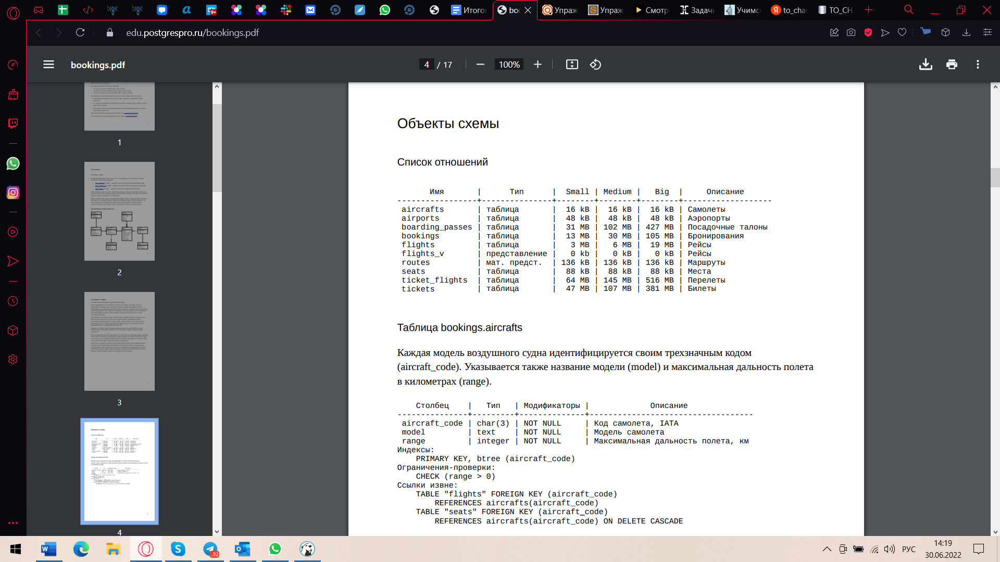 Итого
boo
Упраж
Упраж
Смотр
Задачи
Учимс
to_cha
TO_CH
edu.postgrespro.ru/bookings.pdf
bookings.pdf
4 / 17
100%
1
2
3
4
Объекты схемы
Список отношений
Имя | Тип | Small | Medium | Big | Описание
--------------------+---------------+--------+--------+--------+-------------------
aircrafts | таблица | 16 kB | 16 kB | 16 kB | Самолеты
airports | таблица | 48 kB | 48 kB | 48 kB | Аэропорты
boarding_passes | таблица | 31 MB | 102 MB | 427 MB | Посадочные талоны
bookings | таблица | 13 MB | 30 MB | 105 MB | Бронирования
flights | таблица | 3 MB | 6 MB | 19 MB | Рейсы
flights_v | представление | 0 kb | 0 kB | 0 kB | Рейсы
routes | мат. предст. | 136 kB | 136 kB | 136 kB | Маршруты
seats | таблица | 88 kB | 88 kB | 88 kB | Места
ticket_flights | таблица | 64 MB | 145 MB | 516 MB | Перелеты
tickets | таблица | 47 MB | 107 MB | 381 MB | Билеты
Таблица bookings.aircrafts
Каждая модель воздушного судна идентифицируется своим трехзначным кодом
(aircraft_code). Указывается также название модели (model) и максимальная дальность полета
в километрах (range).
Столбец | Тип | Модификаторы | Описание
---------------+---------+--------------+-----------------------------------
aircraft_code | char(3) | NOT NULL | Код самолета, IATA
model | text | NOT NULL | Модель самолета
range | integer | NOT NULL | Максимальная дальность полета, км
Индексы:
PRIMARY KEY, btree (aircraft_code)
Ограничения-проверки:
CHECK (range > 0)
Ссылки извне:
TABLE "flights" FOREIGN KEY (aircraft_code)
REFERENCES aircrafts(aircraft_code)
TABLE "seats" FOREIGN KEY (aircraft_code)
REFERENCES aircrafts(aircraft_code) ON DELETE CASCADE
РУС
14:19
30.06.2022